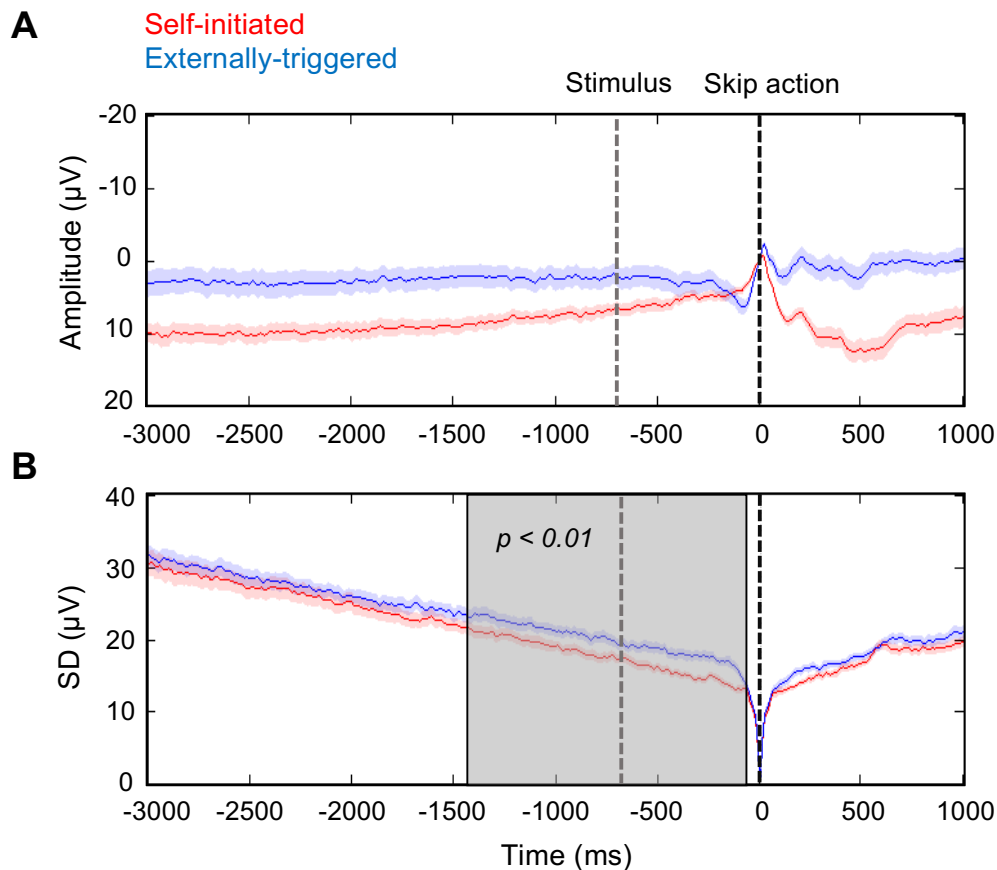 A
Self-initiated
Externally-triggered
Stimulus Skip action
Amplitude (µV)
-20
-10
0
10
20
-3000 -2500 -2000 -1500 -1000 -500 0 500 1000
B
SD (µV)
40
30
20
10
0
p < 0.01
-3000 -2500 -2000 -1500 -1000 -500 0 500 1000
Time (ms)